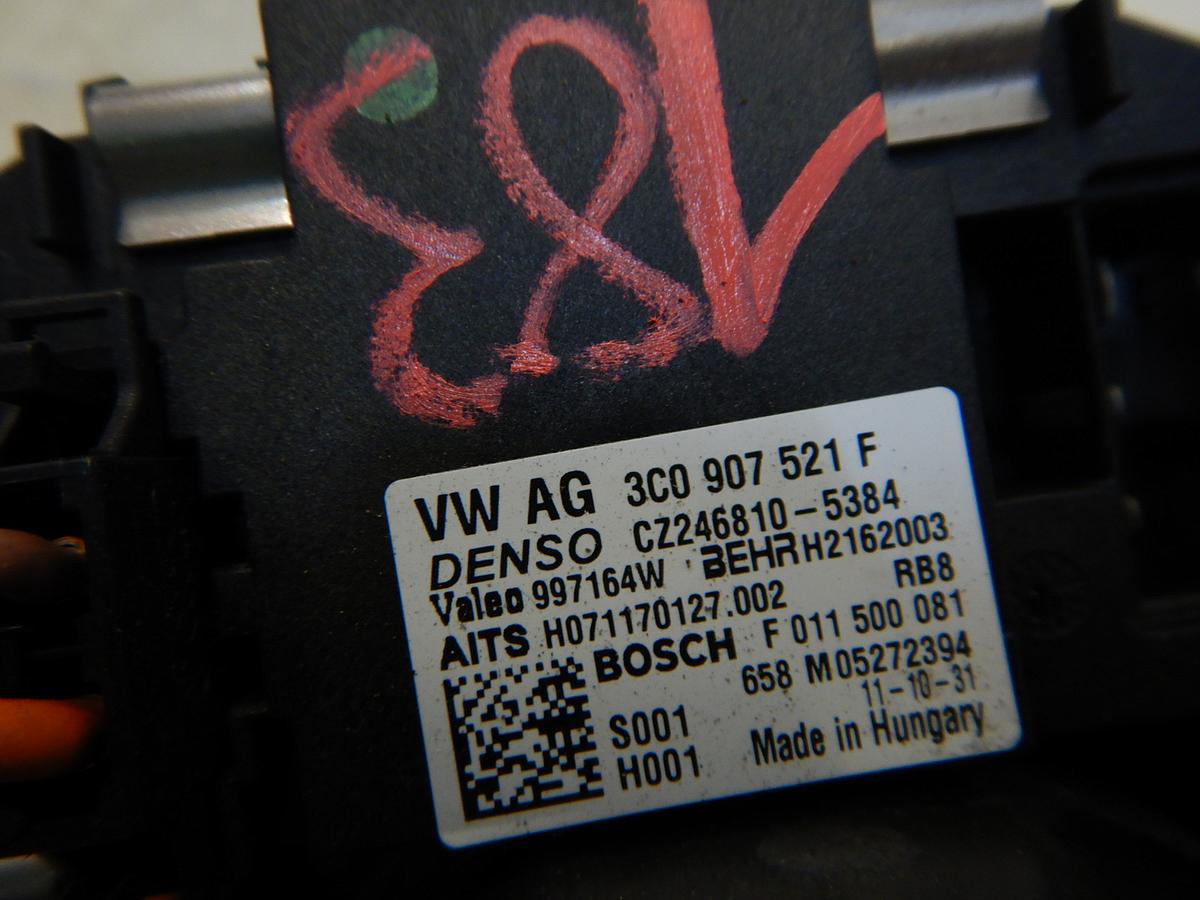 183
VW AG 3C0 907 521 F
DENSO CZ246810-5384
Valeo 997164W BEHR H2162003
AITS H071170127.002 RB8
BOSCH F 011 500 081
658 M05272394
11-10-31
S001
H001 Made in Hungary